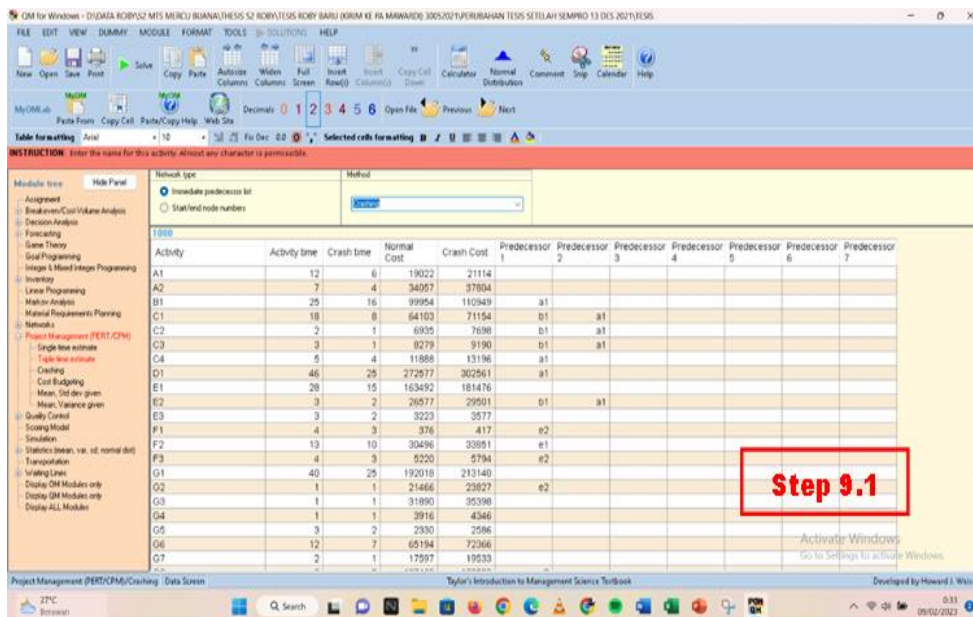 QM for Windows - D:\DATA ROBY\S2 MTS MERCU BUANA\THESIS S2 ROBY\TESIS ROBY BARU (KIRIM KE PA MAWARDI) 30052021\PERUBAHAN TESIS SETELAH SEMPRO 13 DES 2021\TESIS
FILE EDIT VIEW DUMMY MODULE FORMAT TOOLS SOLUTIONS HELP
New Open Save Print Solve Copy Paste Autosize Columns Widen Columns Full Screen Insert Row(s) Insert Column(s) Copy Cell Down Calculator Normal Distribution Comment Snip Calendar Help
MyOMLab Paste From Copy Cell Paste/Copy Help Web Site Decimals 0 1 2 3 4 5 6 Open File Previous Next
Table formatting Arial 10 Fix Dec 0.0 Selected cells formatting B I U
INSTRUCTION: Enter the name for this activity. Almost any character is permissible.
Module tree Hide Panel
Assignment
Breakeven/Cost-Volume Analysis
Decision Analysis
Forecasting
Game Theory
Goal Programming
Integer & Mixed Integer Programming
Inventory
Linear Programming
Markov Analysis
Material Requirements Planning
Networks
Project Management (PERT/CPM)
Single time estimate
Triple time estimate
Crashing
Cost Budgeting
Mean, Std dev given
Mean, Variance given
Quality Control
Scoring Model
Simulation
Statistics (mean, var, sd; normal dist)
Transportation
Waiting Lines
Display OM Modules only
Display QM Modules only
Display ALL Modules
Network type
Immediate predecessor list
Start/end node numbers
Method
Crashing
1000
Activity Activity time Crash time Normal Cost Crash Cost Predecessor 1 Predecessor 2 Predecessor 3 Predecessor 4 Predecessor 5 Predecessor 6 Predecessor 7
A1 12 6 19022 21114
A2 7 4 34057 37804
B1 25 16 99954 110949 a1
C1 18 8 64103 71154 b1 a1
C2 2 1 6935 7698 b1 a1
C3 3 1 8279 9190 b1 a1
C4 5 4 11888 13196 a1
D1 46 25 272577 302561 a1
E1 28 15 163492 181476
E2 3 2 26577 29501 b1 a1
E3 3 2 3223 3577
F1 4 3 376 417 e2
F2 13 10 30496 33851 e1
F3 4 3 5220 5794 e2
G1 40 25 192018 213140
G2 1 1 21466 23827 e2
G3 1 1 31890 35398
G4 1 1 3916 4346
G5 3 2 2330 2586
G6 12 7 65194 72366
G7 2 1 17597 19533
Step 9.1
Activate Windows
Go to Settings to activate Windows.
Project Management (PERT/CPM)/Crashing Data Screen Taylor's Introduction to Management Science Textbook Developed by Howard J. Weis
27°C
Berawan
Search
0:33
09/02/2023